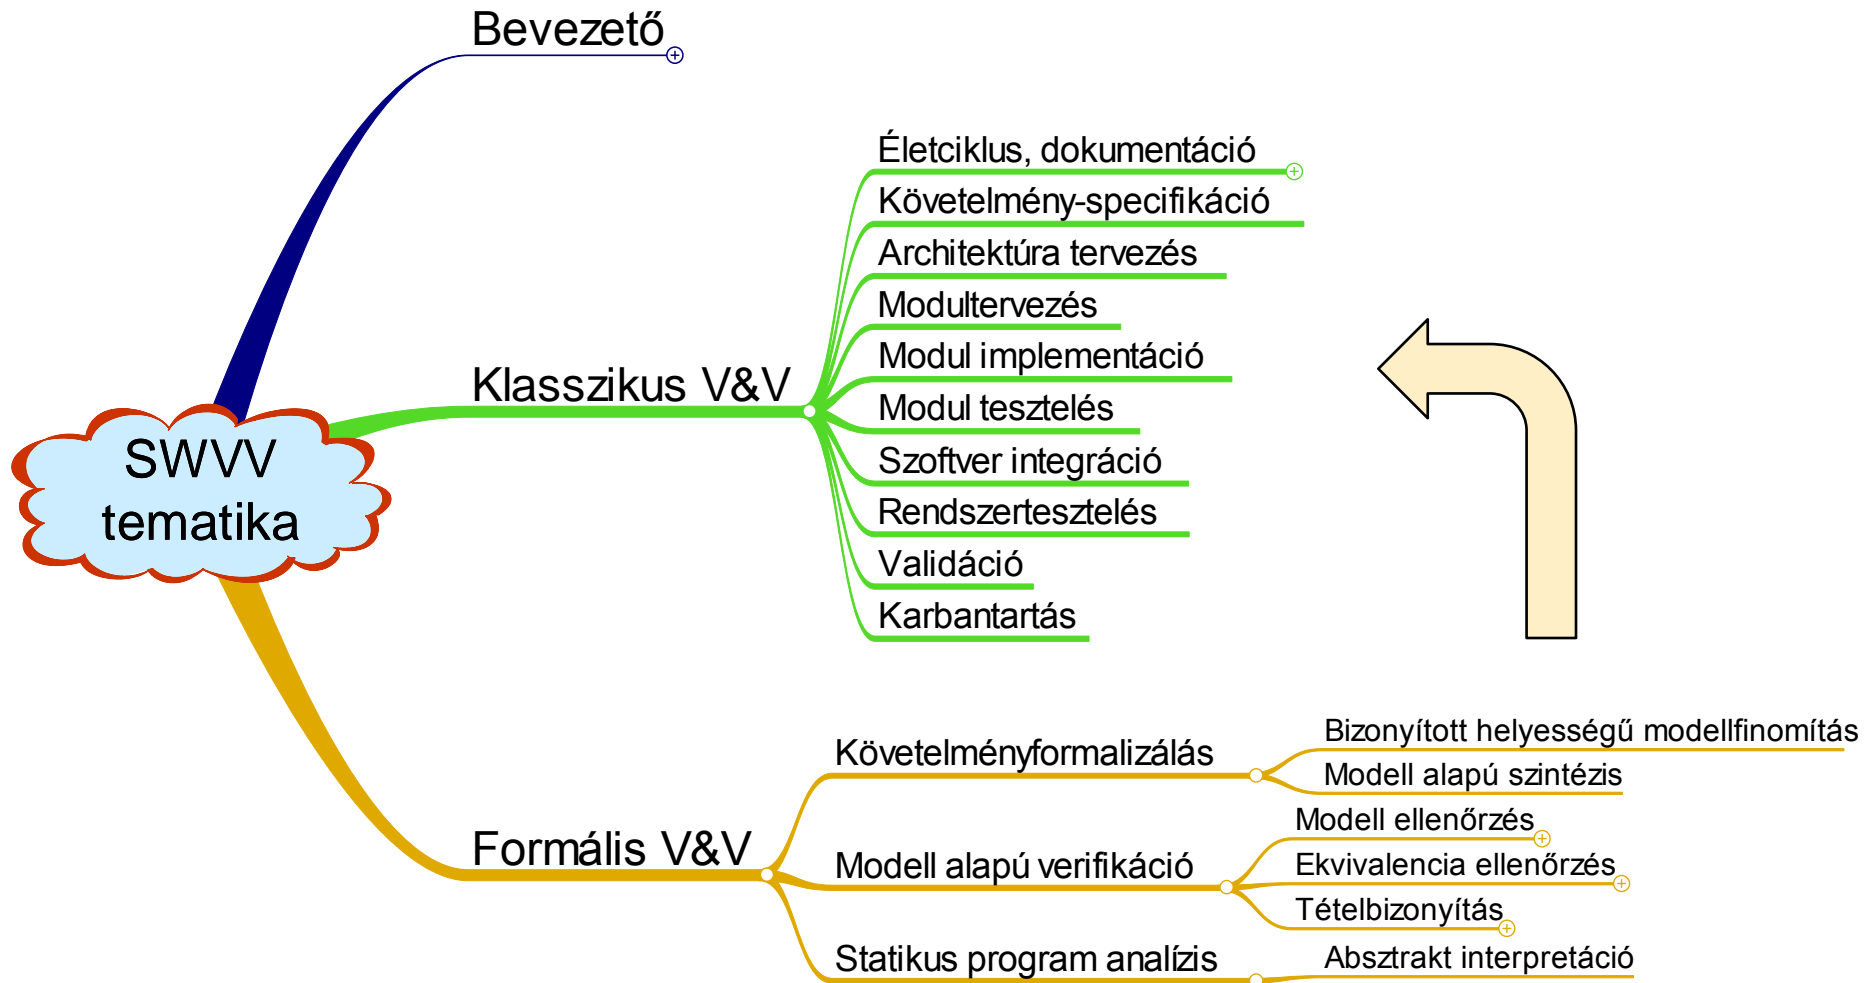 Bevezető
Életciklus, dokumentáció
Követelmény-specifikáció
Architektúra tervezés
Modultervezés
Modul implementáció
Klasszikus V&V
Modul tesztelés
SWVV
tematika
Szoftver integráció
Rendszertesztelés
Validáció
Karbantartás
Követelményformalizálás
Bizonyított helyességű modellfinomítás
Modell alapú szintézis
Formális V&V
Modell alapú verifikáció
Modell ellenőrzés
Ekvivalencia ellenőrzés
Tételbizonyítás
Statikus program analízis
Absztrakt interpretáció